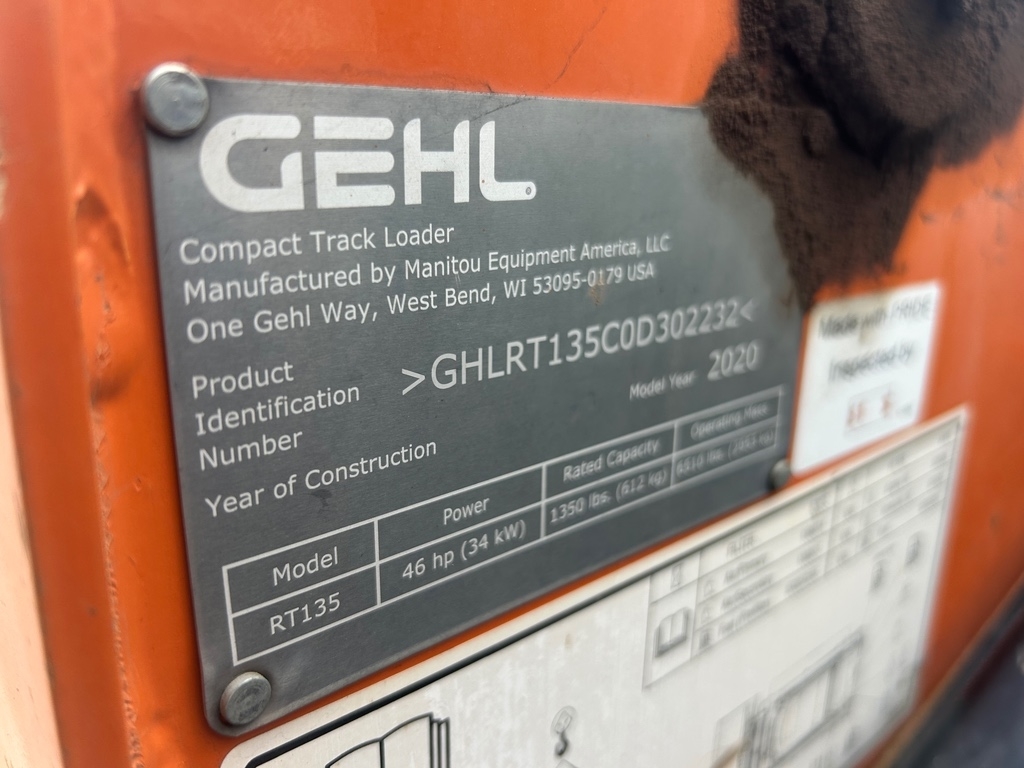 GEHL
Compact Track Loader
Manufactured by Manitou Equipment America, LLC
One Gehl Way, West Bend, WI 53095-0179 USA
Product
Identification
Number
>GHLRT135C0D302232<
Model Year 2020
Year of Construction
Model Power Rated Capacity Operating Mass
RT135 46 hp (34 kW) 1350 lbs. (612 kg) 6510 lbs.
Made with PRIDE
Inspected by: